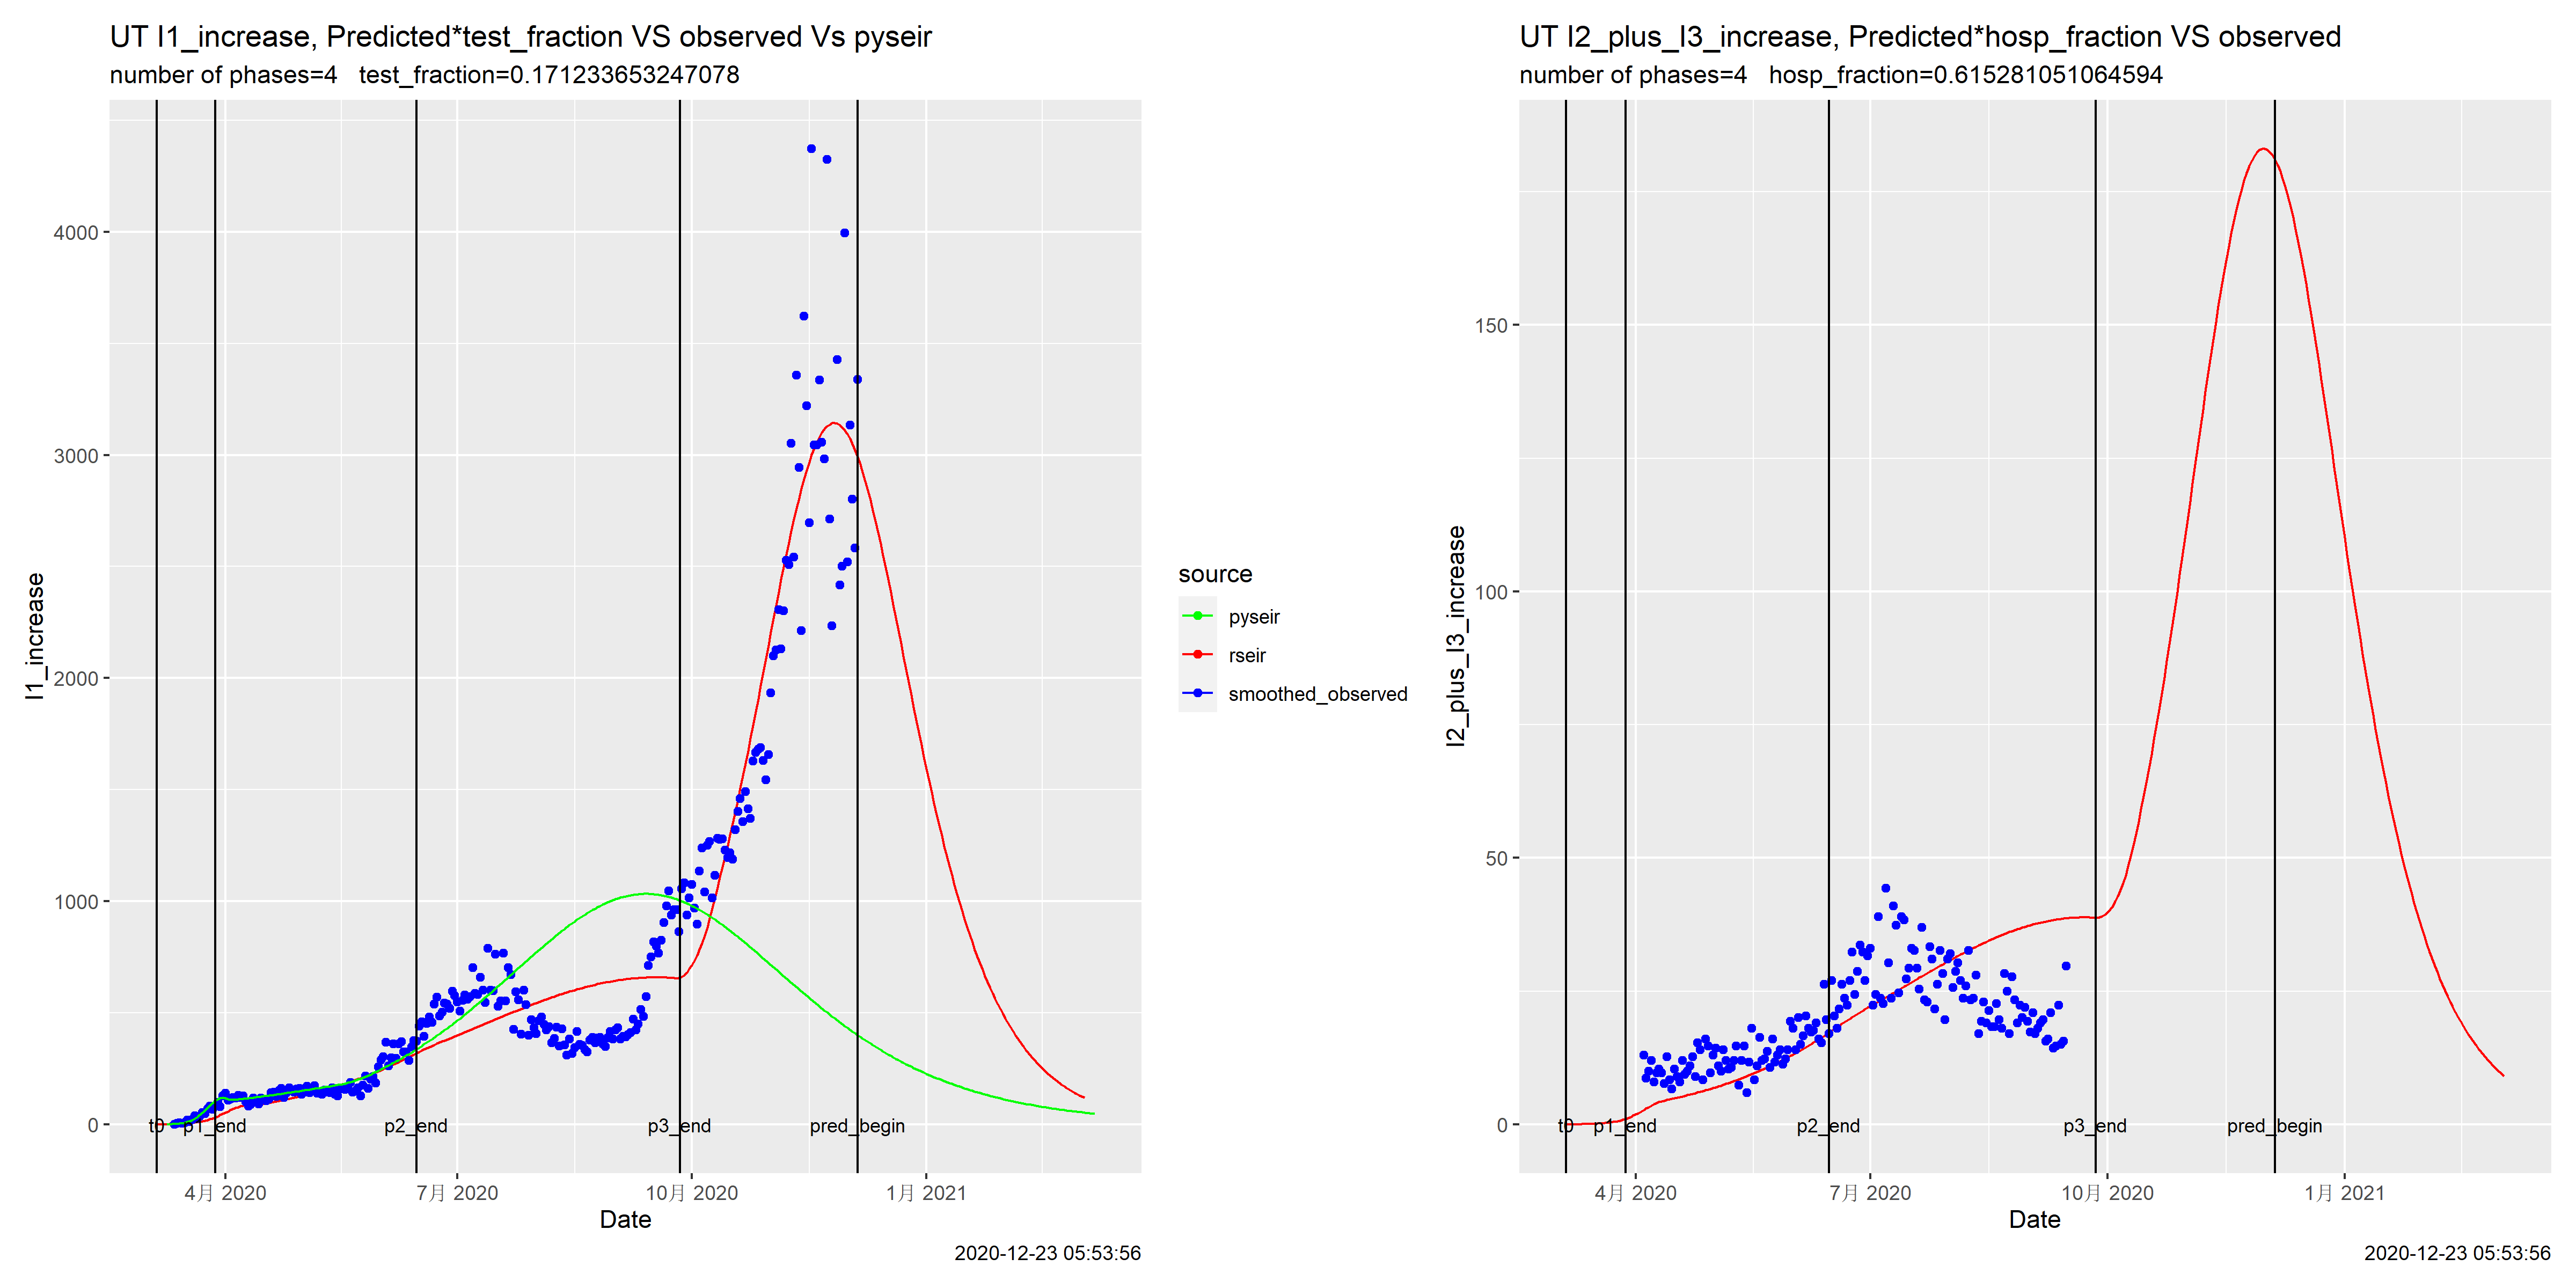 UT I1_increase, Predicted*test_fraction VS observed Vs pyseir
number of phases=4   test_fraction=0.171233653247078
I1_increase
4000
3000
2000
1000
0
t0 p1_end p2_end p3_end pred_begin
4月 2020 7月 2020 10月 2020 1月 2021
Date
2020-12-23 05:53:56
source
pyseir
rseir
smoothed_observed
UT I2_plus_I3_increase, Predicted*hosp_fraction VS observed
number of phases=4   hosp_fraction=0.615281051064594
I2_plus_I3_increase
150
100
50
0
t0 p1_end p2_end p3_end pred_begin
4月 2020 7月 2020 10月 2020 1月 2021
Date
2020-12-23 05:53:56